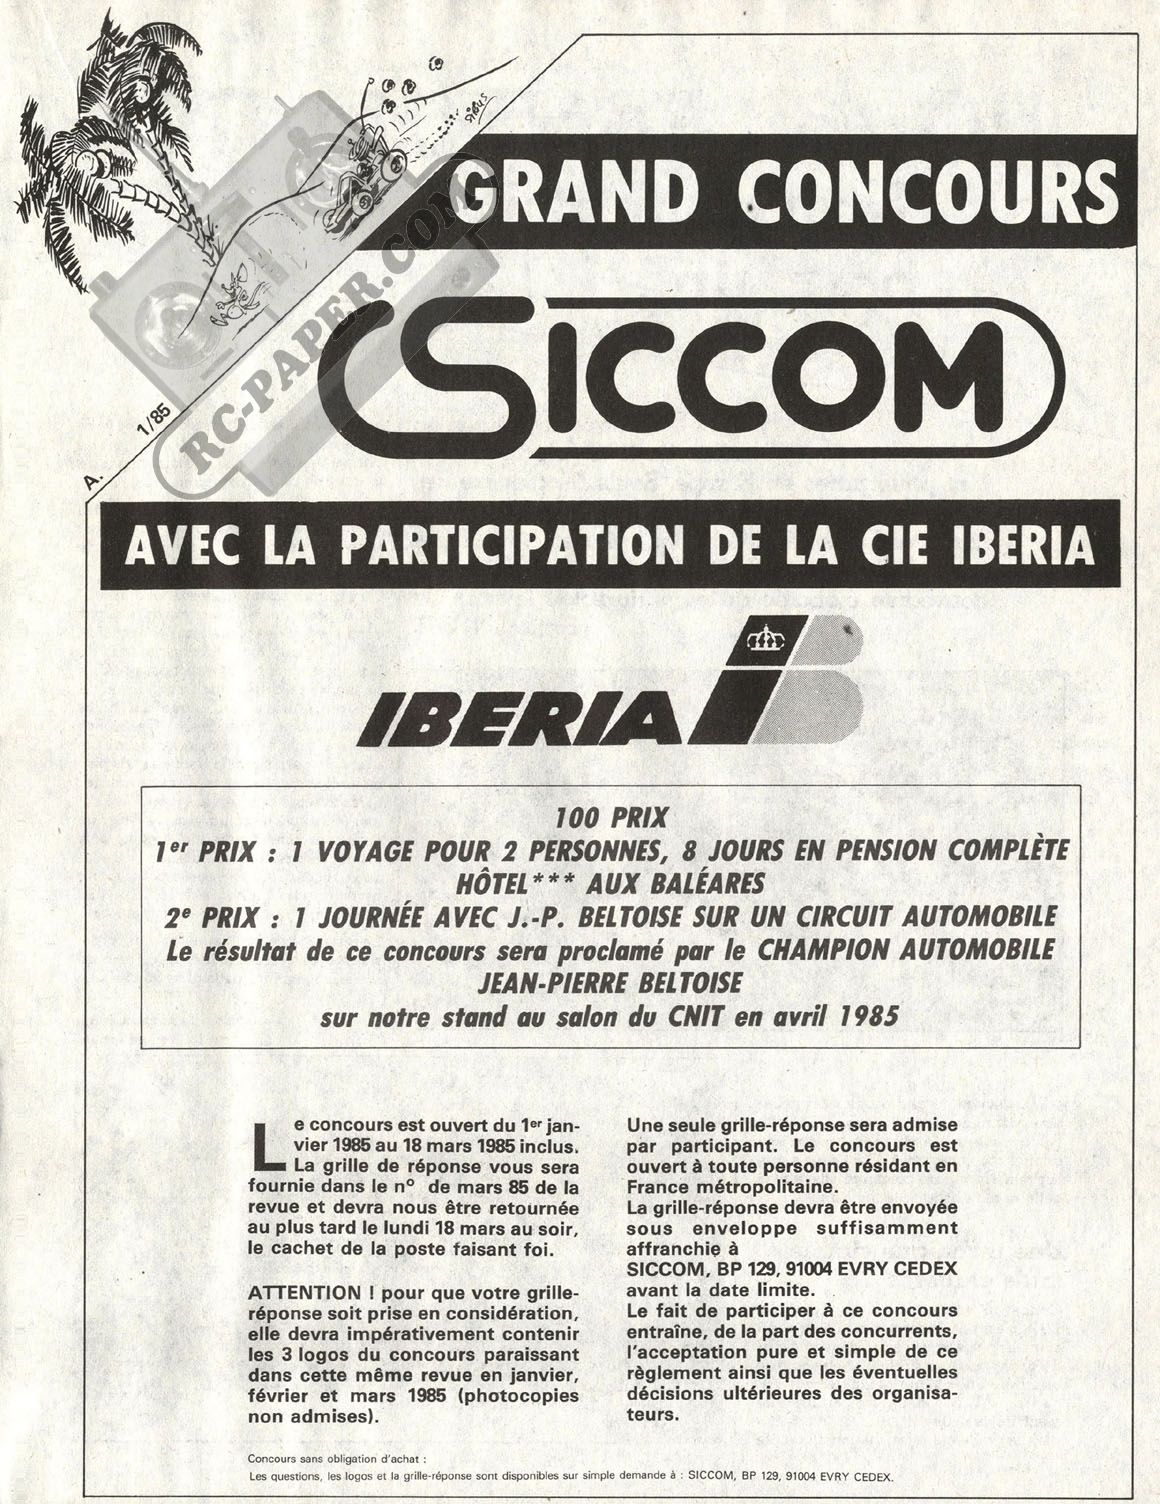 SIBUS
GRAND CONCOURS
SICCOM
RC-PAPER.COM
A. 1/85
AVEC LA PARTICIPATION DE LA CIE IBERIA
IBERIA
100 PRIX
1er PRIX : 1 VOYAGE POUR 2 PERSONNES, 8 JOURS EN PENSION COMPLÈTE
HÔTEL*** AUX BALÉARES
2e PRIX : 1 JOURNÉE AVEC J.-P. BELTOISE SUR UN CIRCUIT AUTOMOBILE
Le résultat de ce concours sera proclamé par le CHAMPION AUTOMOBILE
JEAN-PIERRE BELTOISE
sur notre stand au salon du CNIT en avril 1985
Le concours est ouvert du 1er jan-
vier 1985 au 18 mars 1985 inclus.
La grille de réponse vous sera
fournie dans le n° de mars 85 de la
revue et devra nous être retournée
au plus tard le lundi 18 mars au soir,
le cachet de la poste faisant foi.
ATTENTION ! pour que votre grille-
réponse soit prise en considération,
elle devra impérativement contenir
les 3 logos du concours paraissant
dans cette même revue en janvier,
février et mars 1985 (photocopies
non admises).
Une seule grille-réponse sera admise
par participant. Le concours est
ouvert à toute personne résidant en
France métropolitaine.
La grille-réponse devra être envoyée
sous enveloppe suffisamment
affranchie à
SICCOM, BP 129, 91004 EVRY CEDEX
avant la date limite.
Le fait de participer à ce concours
entraîne, de la part des concurrents,
l'acceptation pure et simple de ce
règlement ainsi que les éventuelles
décisions ultérieures des organisa-
teurs.
Concours sans obligation d'achat :
Les questions, les logos et la grille-réponse sont disponibles sur simple demande à : SICCOM, BP 129, 91004 EVRY CEDEX.